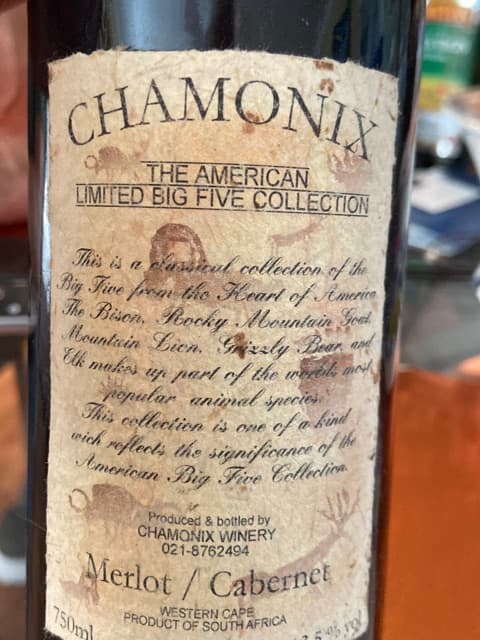 CHAMONIX
THE AMERICAN
LIMITED BIG FIVE COLLECTION
This is a classical collection of the
Big Five from the Heart of America
The Bison, Rocky Mountain Goat,
Mountain Lion, Grizzly Bear, and
Elk makes up part of the worlds most
popular animal species.
This collection is one of a kind
wich reflects the significance of the
American Big Five Collection.
Produced & bottled by
CHAMONIX WINERY
021-8762494
Merlot / Cabernet
WESTERN CAPE
750ml PRODUCT OF SOUTH AFRICA